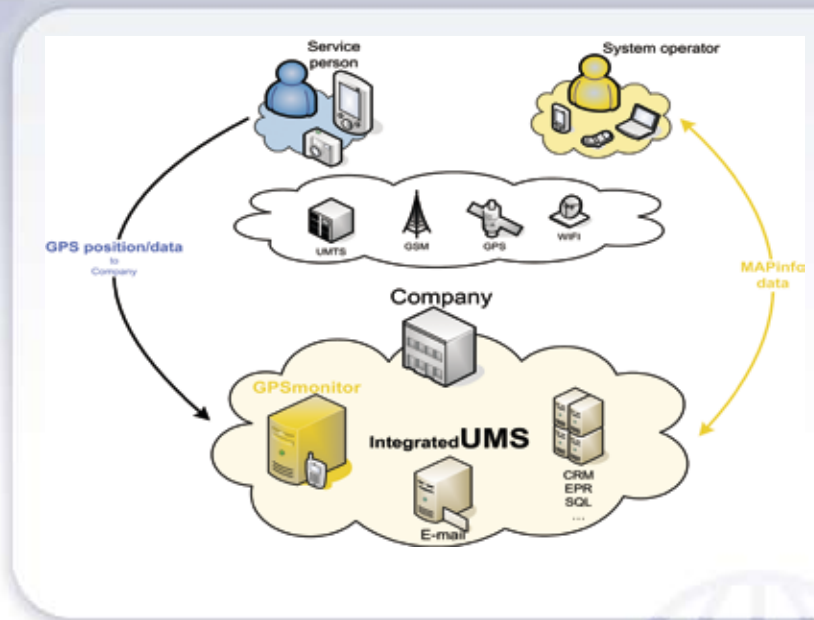 Service
person
System operator
UMTS
GSM
GPS
WIFI
GPS position/data
to
Company
MAPinfo
data
Company
GPSmonitor
IntegratedUMS
E-mail
CRM
EPR
SQL
...